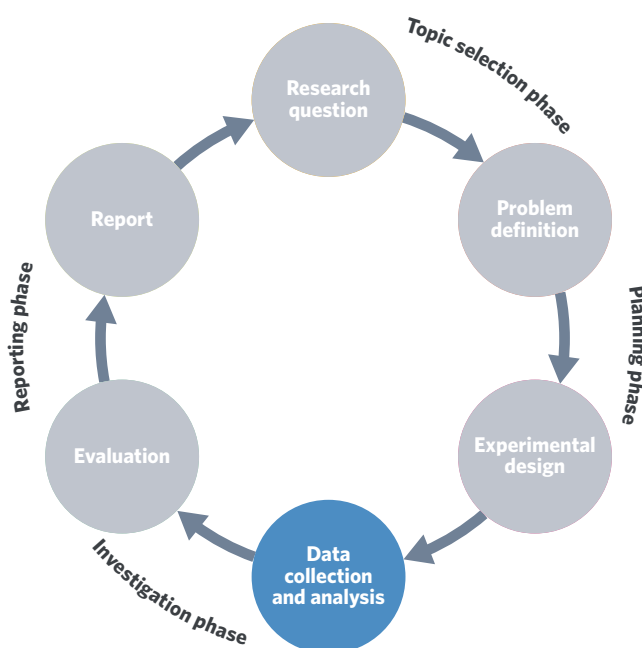 Topic selection phase
Research
question
Problem
definition
Planning phase
Experimental
design
Data
collection
and analysis
Investigation phase
Evaluation
Reporting phase
Report